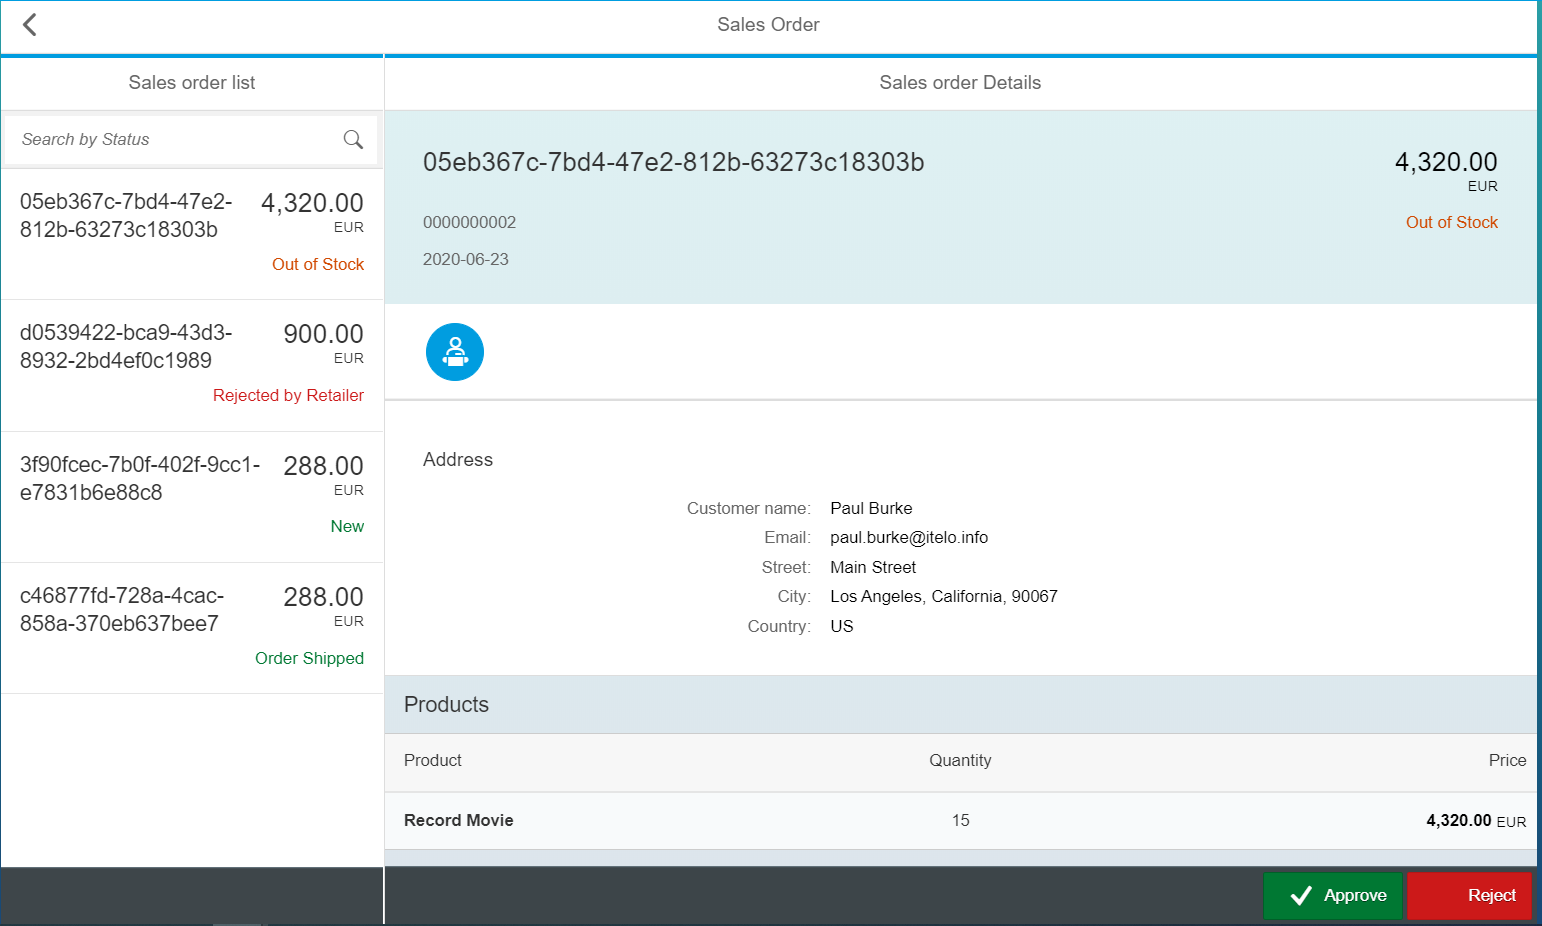 Sales Order
Sales order list
Search by Status
05eb367c-7bd4-47e2-
812b-63273c18303b
4,320.00
EUR
Out of Stock
d0539422-bca9-43d3-
8932-2bd4ef0c1989
900.00
EUR
Rejected by Retailer
3f90fcec-7b0f-402f-9cc1-
e7831b6e88c8
288.00
EUR
New
c46877fd-728a-4cac-
858a-370eb637bee7
288.00
EUR
Order Shipped
Sales order Details
05eb367c-7bd4-47e2-812b-63273c18303b
4,320.00
EUR
0000000002
Out of Stock
2020-06-23
Address
Customer name: Paul Burke
Email: paul.burke@itelo.info
Street: Main Street
City: Los Angeles, California, 90067
Country: US
Products
Product Quantity Price
Record Movie 15 4,320.00 EUR
Approve Reject